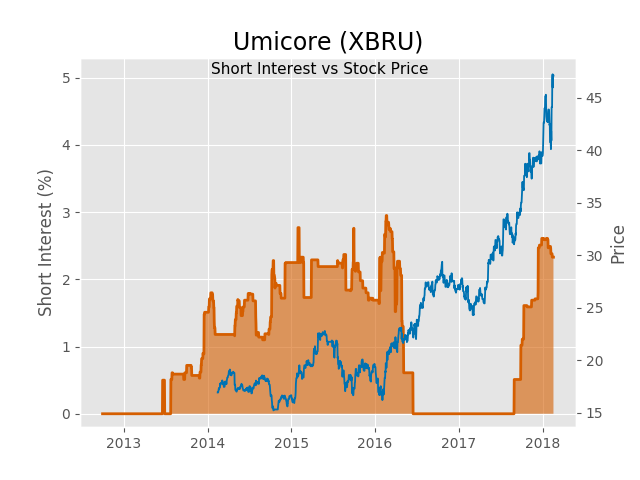 Umicore (XBRU)
Short Interest vs Stock Price
Short Interest (%)
5
4
3
2
1
0
45
40
35
30
25
20
15
Price
2013 2014 2015 2016 2017 2018